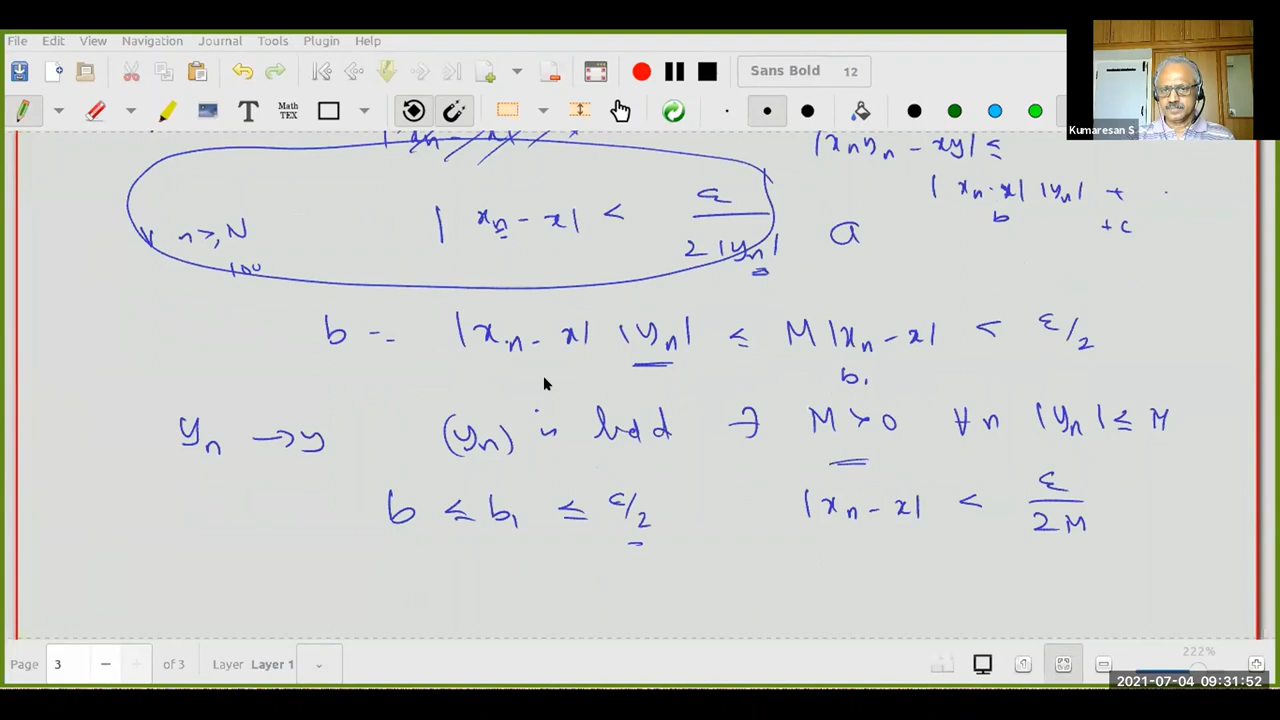 File Edit View Navigation Journal Tools Plugin Help
Sans Bold 12
T Math TEX
Kumaresan S.
|xₙyₙ - xy| ≤
| xₙ - x| |yₙ| +
b + c
n ≥ N |xₙ - x| < ε / 2|yₙ| a
b -- |xₙ - x| |yₙ| ≤ M |xₙ - x| < ε/2
b₁
yₙ → y (yₙ) is bdd ∃ M > 0 ∀n |yₙ| ≤ M
b ≤ b₁ ≤ ε/2 |xₙ - x| < ε / 2M
222%
Page 3 of 3 Layer Layer 1
2021-07-04 09:31:52